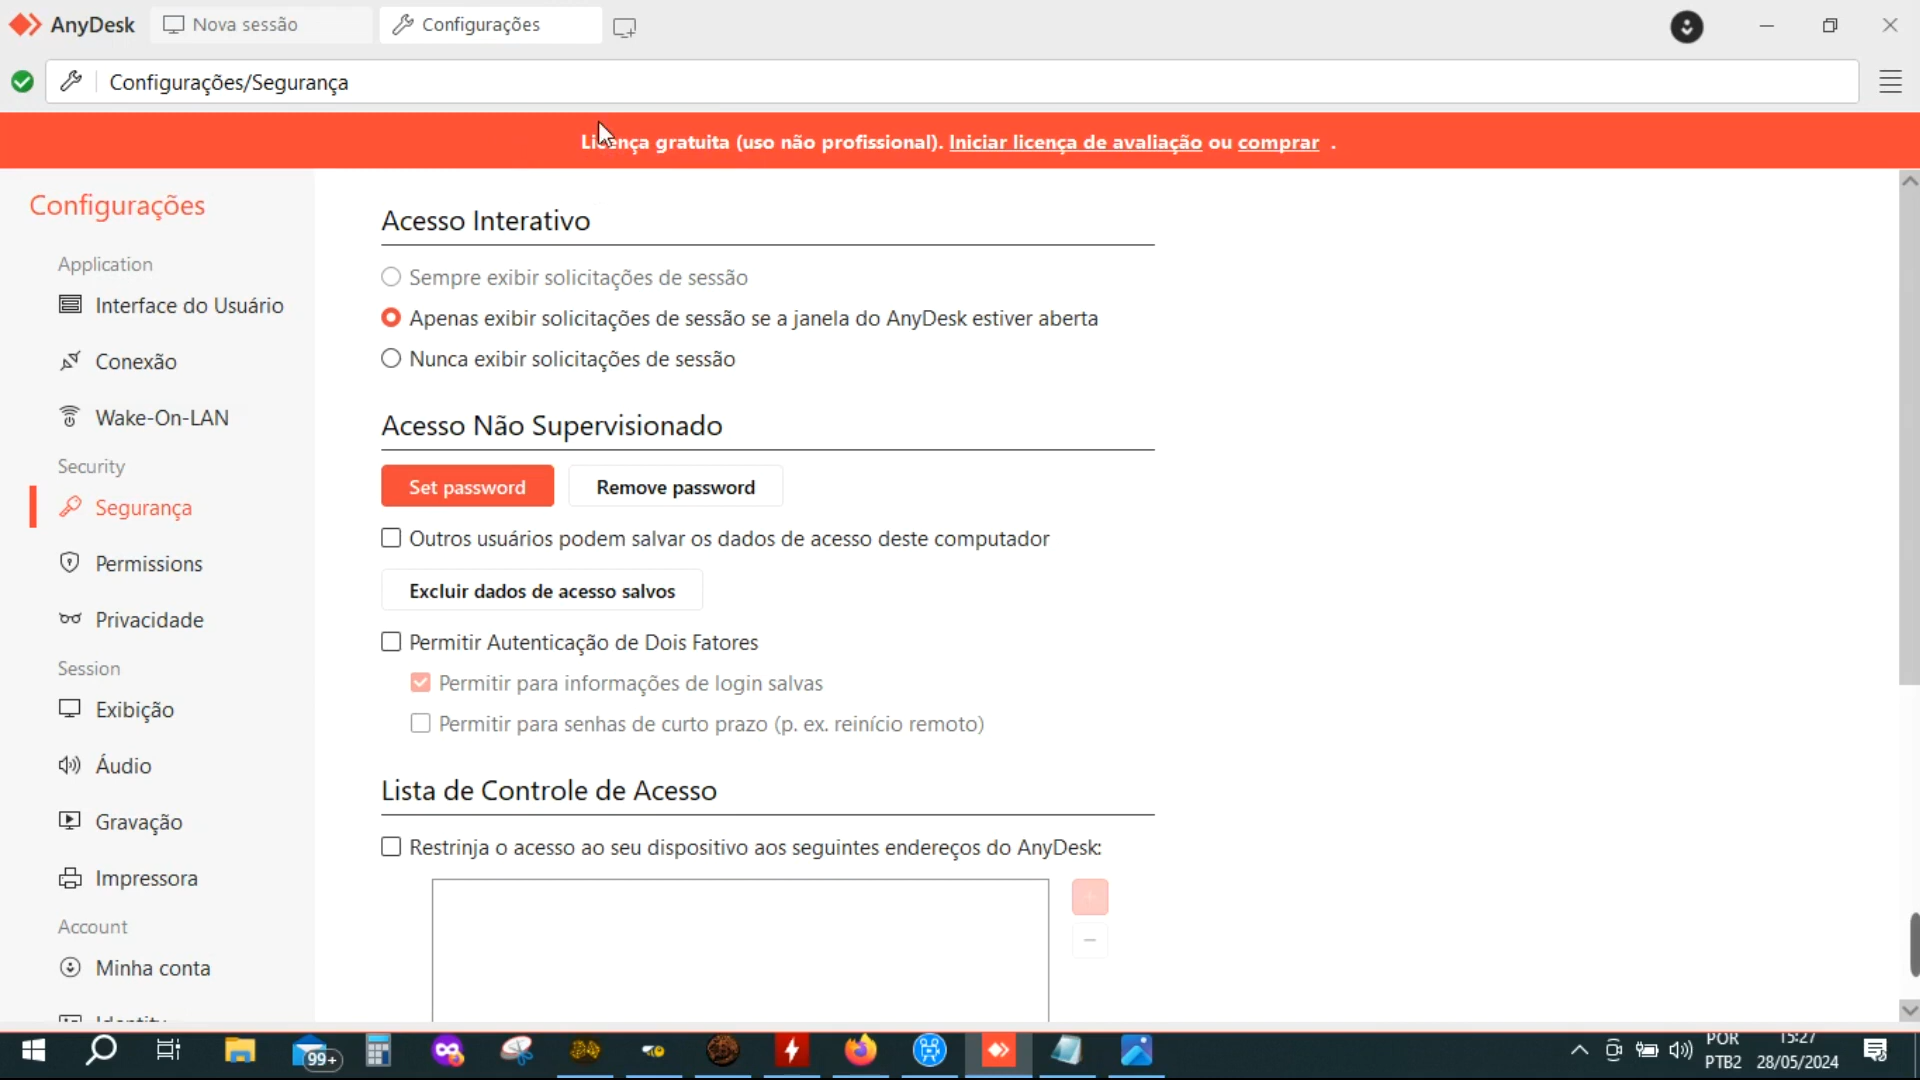 AnyDesk
Nova sessão
Configurações
Configurações/Segurança
Licença gratuita (uso não profissional). Iniciar licença de avaliação ou comprar .
Configurações
Application
Interface do Usuário
Conexão
Wake-On-LAN
Security
Segurança
Permissions
Privacidade
Session
Exibição
Áudio
Gravação
Impressora
Account
Minha conta
Identity
Acesso Interativo
Sempre exibir solicitações de sessão
Apenas exibir solicitações de sessão se a janela do AnyDesk estiver aberta
Nunca exibir solicitações de sessão
Acesso Não Supervisionado
Set password
Remove password
Outros usuários podem salvar os dados de acesso deste computador
Excluir dados de acesso salvos
Permitir Autenticação de Dois Fatores
Permitir para informações de login salvas
Permitir para senhas de curto prazo (p. ex. reinício remoto)
Lista de Controle de Acesso
Restrinja o acesso ao seu dispositivo aos seguintes endereços do AnyDesk:
99+
POR
PTB2
15:27
28/05/2024